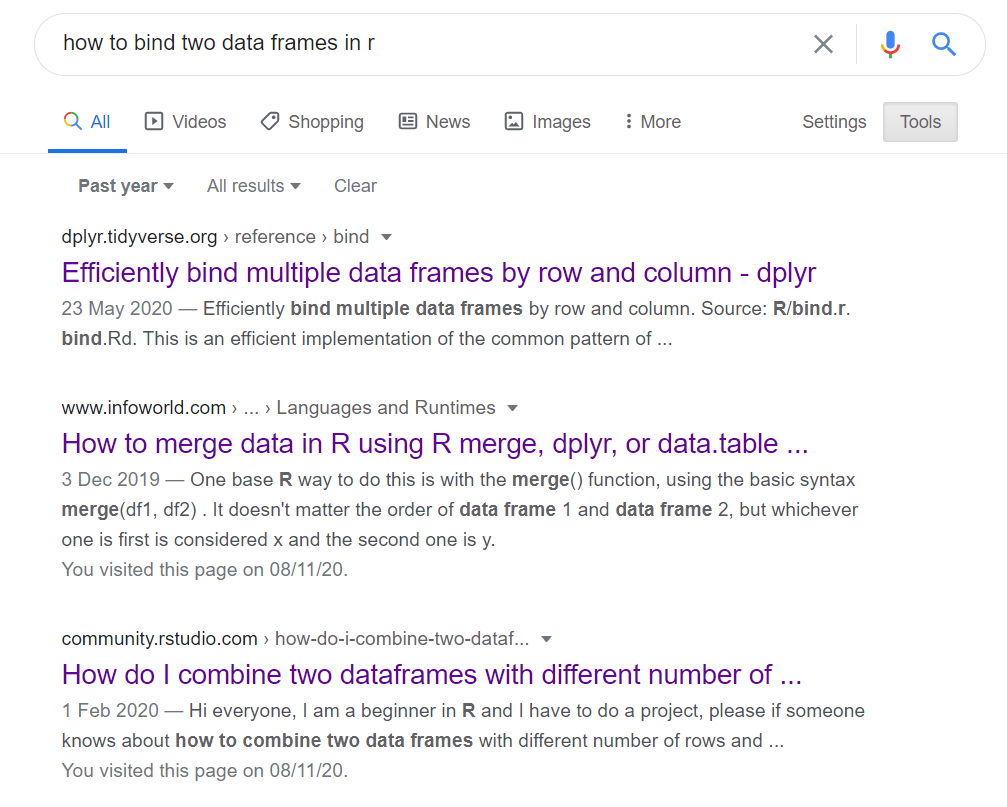 how to bind two data frames in r
All Videos Shopping News Images More Settings Tools
Past year All results Clear
dplyr.tidyverse.org › reference › bind
Efficiently bind multiple data frames by row and column - dplyr
23 May 2020 — Efficiently bind multiple data frames by row and column. Source: R/bind.r.
bind.Rd. This is an efficient implementation of the common pattern of ...
www.infoworld.com › ... › Languages and Runtimes
How to merge data in R using R merge, dplyr, or data.table ...
3 Dec 2019 — One base R way to do this is with the merge() function, using the basic syntax
merge(df1, df2) . It doesn't matter the order of data frame 1 and data frame 2, but whichever
one is first is considered x and the second one is y.
You visited this page on 08/11/20.
community.rstudio.com › how-do-i-combine-two-dataf...
How do I combine two dataframes with different number of ...
1 Feb 2020 — Hi everyone, I am a beginner in R and I have to do a project, please if someone
knows about how to combine two data frames with different number of rows and ...
You visited this page on 08/11/20.